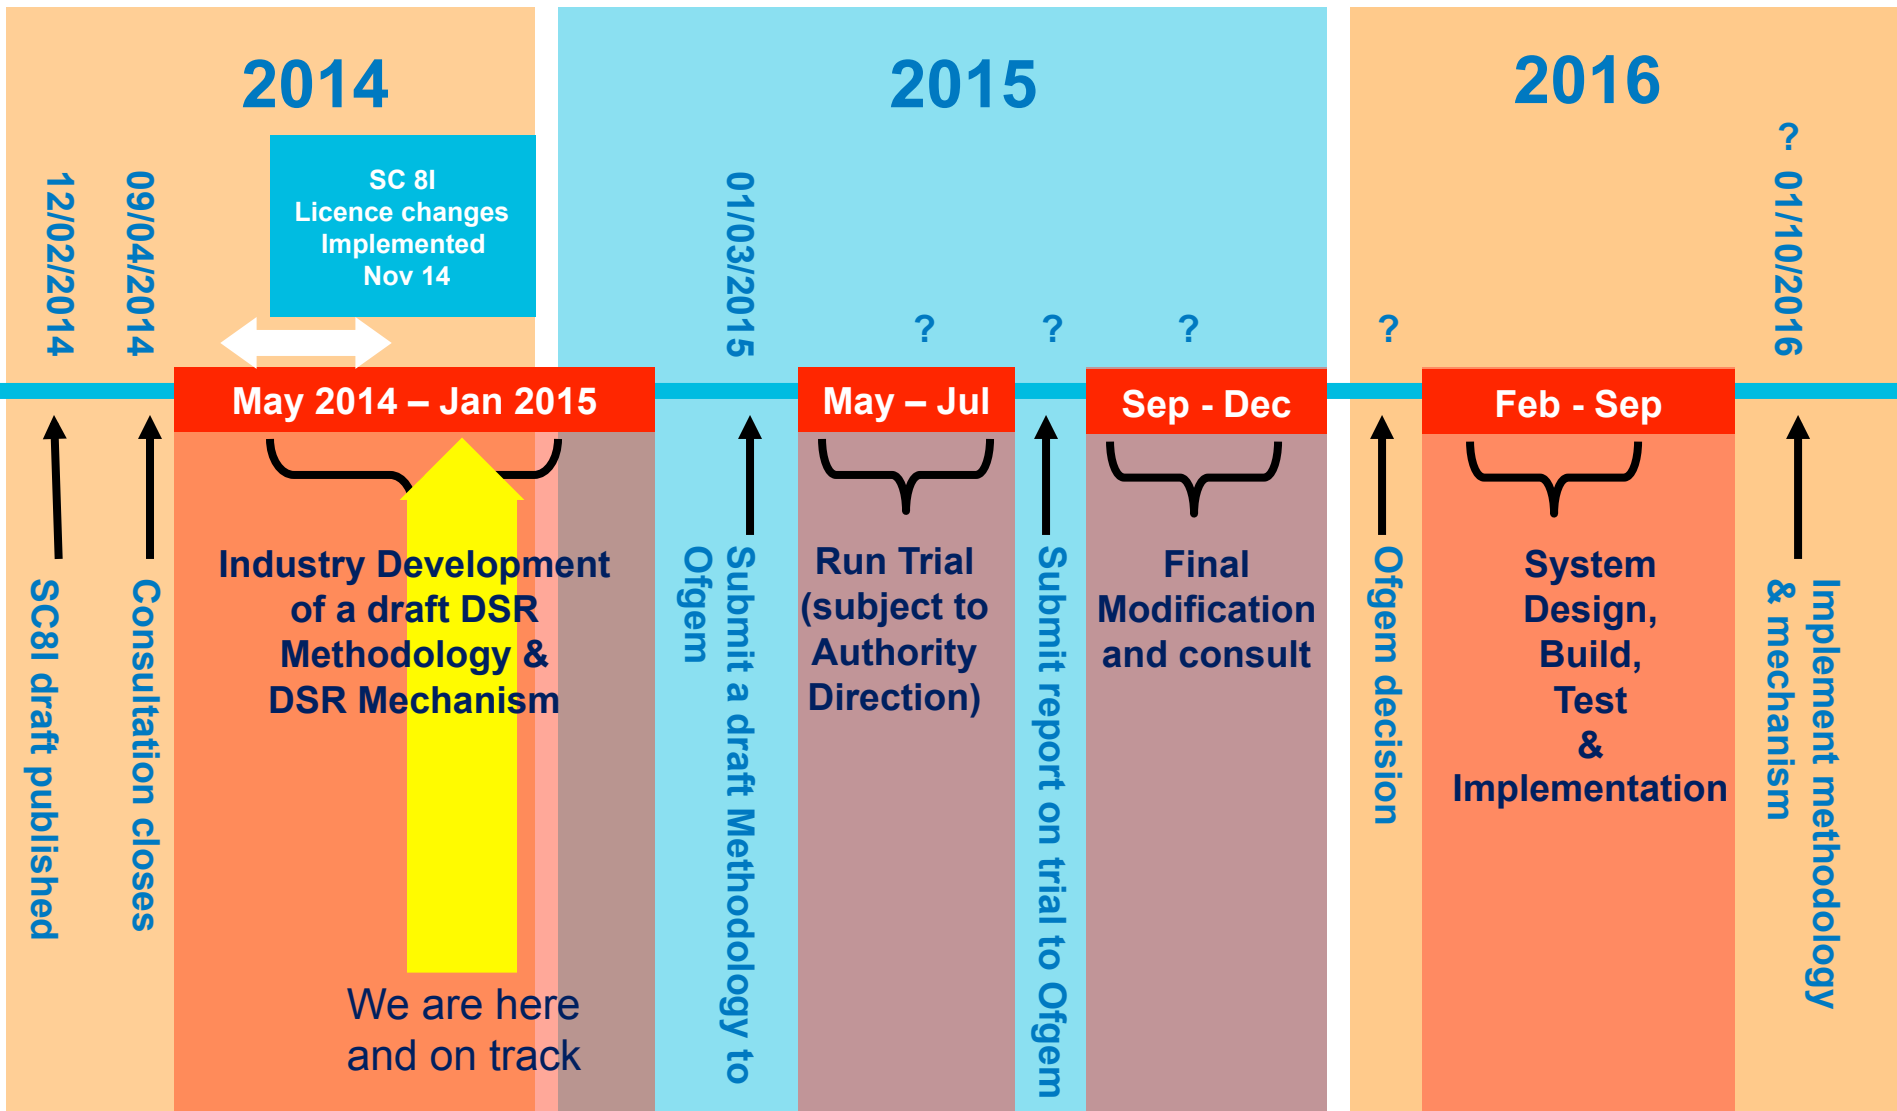 2014
2015
2016
12/02/2014
09/04/2014
SC 8I
Licence changes
Implemented
Nov 14
01/03/2015
?
?
?
?
? 01/10/2016
May 2014 – Jan 2015
May – Jul
Sep - Dec
Feb - Sep
SC8I draft published
Consultation closes
Industry Development
of a draft DSR
Methodology &
DSR Mechanism
We are here
and on track
Submit a draft Methodology to
Ofgem
Run Trial
(subject to
Authority
Direction)
Submit report on trial to Ofgem
Final
Modification
and consult
Ofgem decision
System
Design,
Build,
Test
&
Implementation
Implement methodology
& mechanism